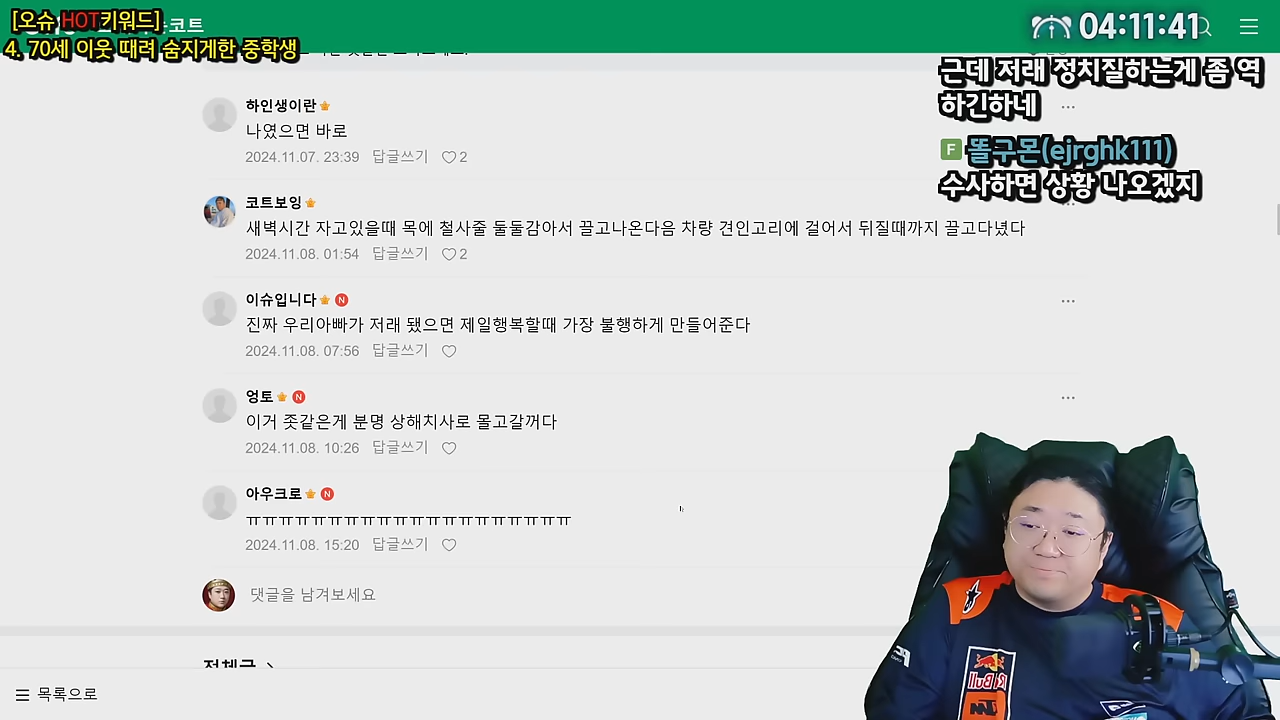 [오슈 HOT키워드]
코트
4. 70세 이웃 때려 숨지게한 중학생
04:11:41
근데 저래 정치질하는게 좀 역
하긴하네
F 똘구몬(ejrghk111)
수사하면 상황 나오겠지
하인생이란
나였으면 바로
2024.11.07. 23:39 답글쓰기 2
코트보잉
새벽시간 자고있을때 목에 철사줄 둘둘감아서 끌고나온다음 차량 견인고리에 걸어서 뒤질때까지 끌고다녔다
2024.11.08. 01:54 답글쓰기 2
이슈입니다 N
진짜 우리아빠가 저래 됐으면 제일행복할때 가장 불행하게 만들어준다
2024.11.08. 07:56 답글쓰기
엉토 N
이거 좃같은게 분명 상해치사로 몰고갈꺼다
2024.11.08. 10:26 답글쓰기
아우크로 N
ㅠㅠㅠㅠㅠㅠㅠㅠㅠㅠㅠㅠㅠㅠㅠㅠㅠㅠㅠㅠ
2024.11.08. 15:20 답글쓰기
댓글을 남겨보세요
전체글
목록으로
Red Bull